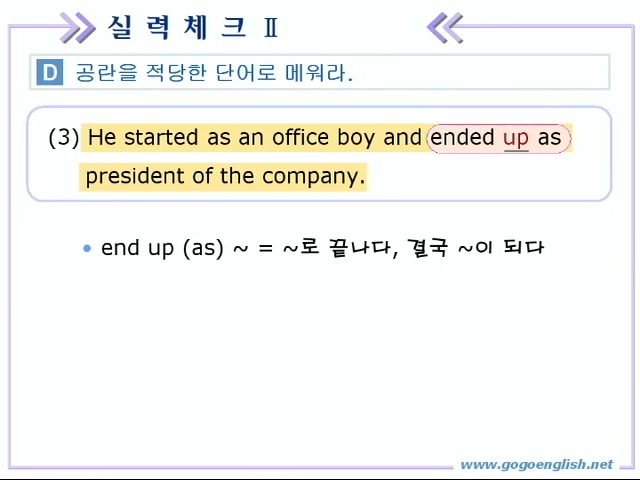 실 력 체 크 Ⅱ
D 공란을 적당한 단어로 메워라.
(3) He started as an office boy and ended up as
president of the company.
• end up (as) ~ = ~로 끝나다, 결국 ~이 되다
www.gogoenglish.net